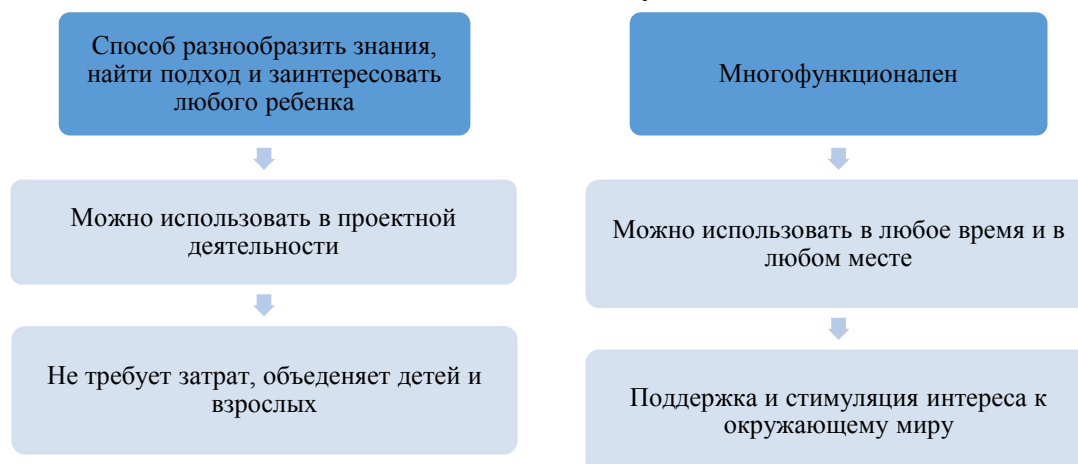 Способ разнообразить знания,
найти подход и заинтересовать
любого ребенка
Можно использовать в проектной
деятельности
Не требует затрат, объеденяет детей и
взрослых
Многофункционален
Можно использовать в любое время и в
любом месте
Поддержка и стимуляция интереса к
окружающему миру